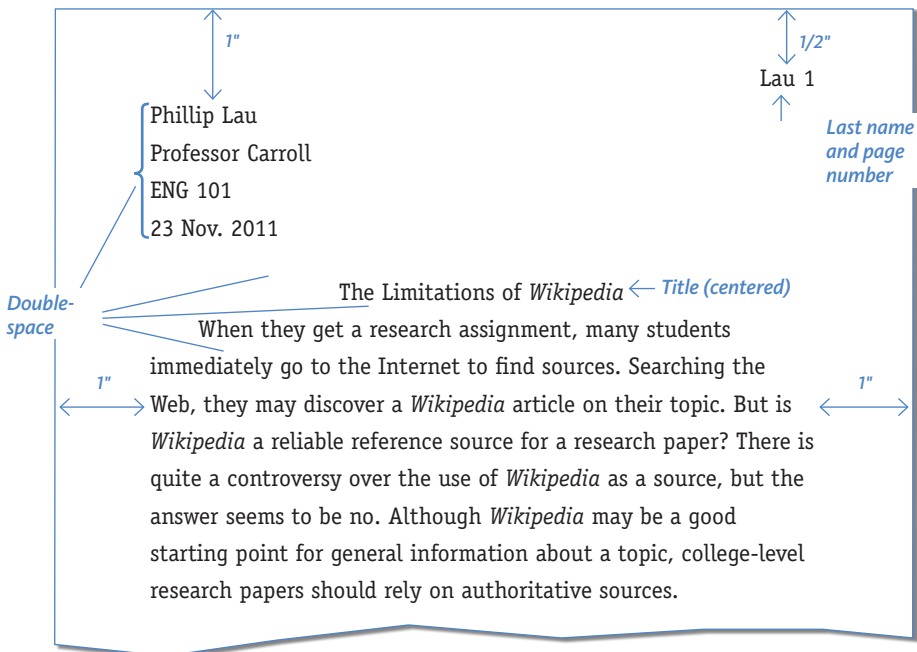 1"
1/2"
Lau 1
Last name
and page
number
Phillip Lau
Professor Carroll
ENG 101
23 Nov. 2011
Double-
space
The Limitations of Wikipedia
Title (centered)
When they get a research assignment, many students
immediately go to the Internet to find sources. Searching the
1"
Web, they may discover a Wikipedia article on their topic. But is
1"
Wikipedia a reliable reference source for a research paper? There is
quite a controversy over the use of Wikipedia as a source, but the
answer seems to be no. Although Wikipedia may be a good
starting point for general information about a topic, college-level
research papers should rely on authoritative sources.